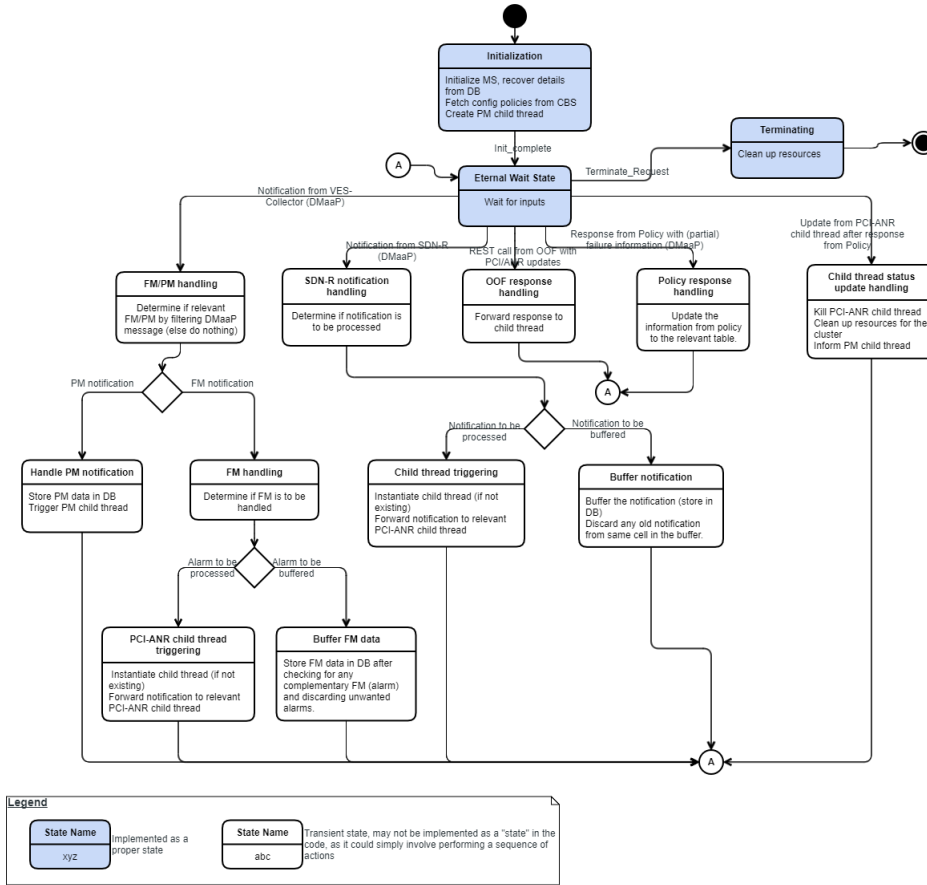 Initialization
Initialize MS, recover details
from DB
Fetch config policies from CBS
Create PM child thread
Init_complete
Terminating
Clean up resources
A
Eternal Wait State
Wait for inputs
Terminate_Request
Notification from VES-
Collector (DMaaP)
Notification from SDN-R
(DMaaP)
REST call from OOF with
PCI/ANR updates
Response from Policy with (partial)
failure information (DMaaP)
Update from PCI-ANR
child thread after response
from Policy
FM/PM handling
Determine if relevant
FM/PM by filtering DMaaP
message (else do nothing)
SDN-R notification
handling
Determine if notification is
to be processed
OOF response
handling
Forward response to
child thread
Policy response
handling
Update the
information from policy
to the relevant table.
Child thread status
update handling
Kill PCI-ANR child thread
Clean up resources for the
cluster
Inform PM child thread
A
PM notification
FM notification
Notification to be
processed
Notification to be
buffered
Handle PM notification
Store PM data in DB
Trigger PM child thread
FM handling
Determine if FM is to be
handled
Child thread triggering
Instantiate child thread (if not
existing)
Forward notification to relevant
PCI-ANR child thread
Buffer notification
Buffer the notification (store in
DB)
Discard any old notification
from same cell in the buffer.
Alarm to be
processed
Alarm to be
buffered
PCI-ANR child thread
triggering
Instantiate child thread (if not
existing)
Forward notification to relevant
PCI-ANR child thread
Buffer FM data
Store FM data in DB after
checking for any
complementary FM (alarm)
and discarding unwanted
alarms.
A
Legend
State Name
xyz
Implemented as a
proper state
State Name
abc
Transient state, may not be implemented as a "state" in the
code, as it could simply involve performing a sequence of
actions